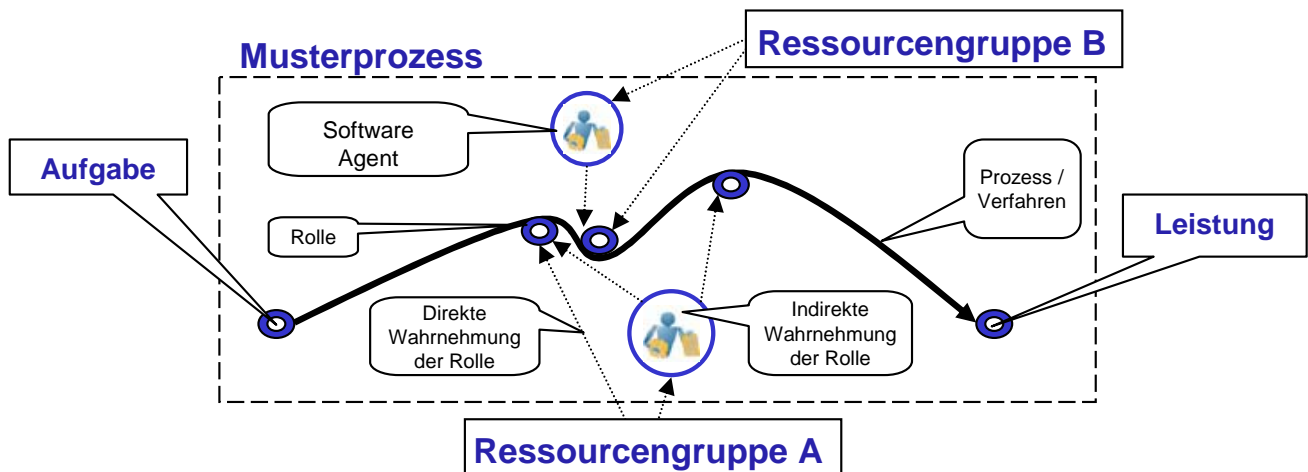 Ressourcengruppe B
Musterprozess
Software
Agent
Aufgabe
Prozess /
Verfahren
Leistung
Rolle
Direkte
Wahrnehmung
der Rolle
Indirekte
Wahrnehmung
der Rolle
Ressourcengruppe A